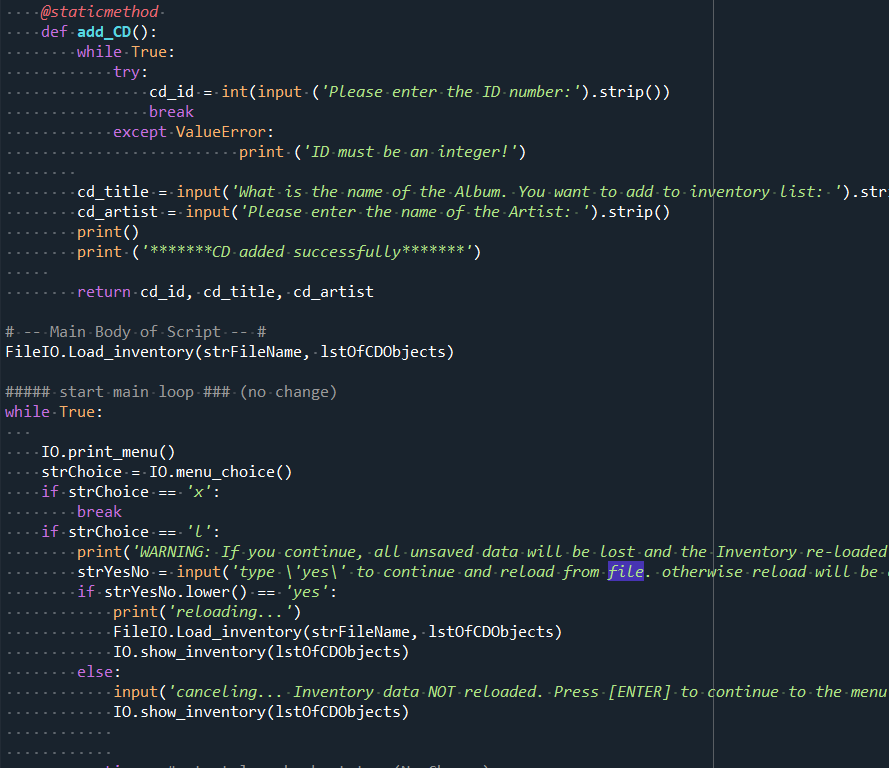 @staticmethod
def add_CD():
while True:
try:
cd_id = int(input ('Please enter the ID number:').strip())
break
except ValueError:
print ('ID must be an integer!')
cd_title = input('What is the name of the Album. You want to add to inventory list: ').str
cd_artist = input('Please enter the name of the Artist: ').strip()
print()
print ('*******CD added successfully*******')
return cd_id, cd_title, cd_artist
# -- Main Body of Script -- #
FileIO.Load_inventory(strFileName, lstOfCDObjects)
##### start main loop ### (no change)
while True:
IO.print_menu()
strChoice = IO.menu_choice()
if strChoice == 'x':
break
if strChoice == 'l':
print('WARNING: If you continue, all unsaved data will be lost and the Inventory re-loaded
strYesNo = input('type \'yes\' to continue and reload from file. otherwise reload will be
if strYesNo.lower() == 'yes':
print('reloading...')
FileIO.Load_inventory(strFileName, lstOfCDObjects)
IO.show_inventory(lstOfCDObjects)
else:
input('canceling... Inventory data NOT reloaded. Press [ENTER] to continue to the menu
IO.show_inventory(lstOfCDObjects)